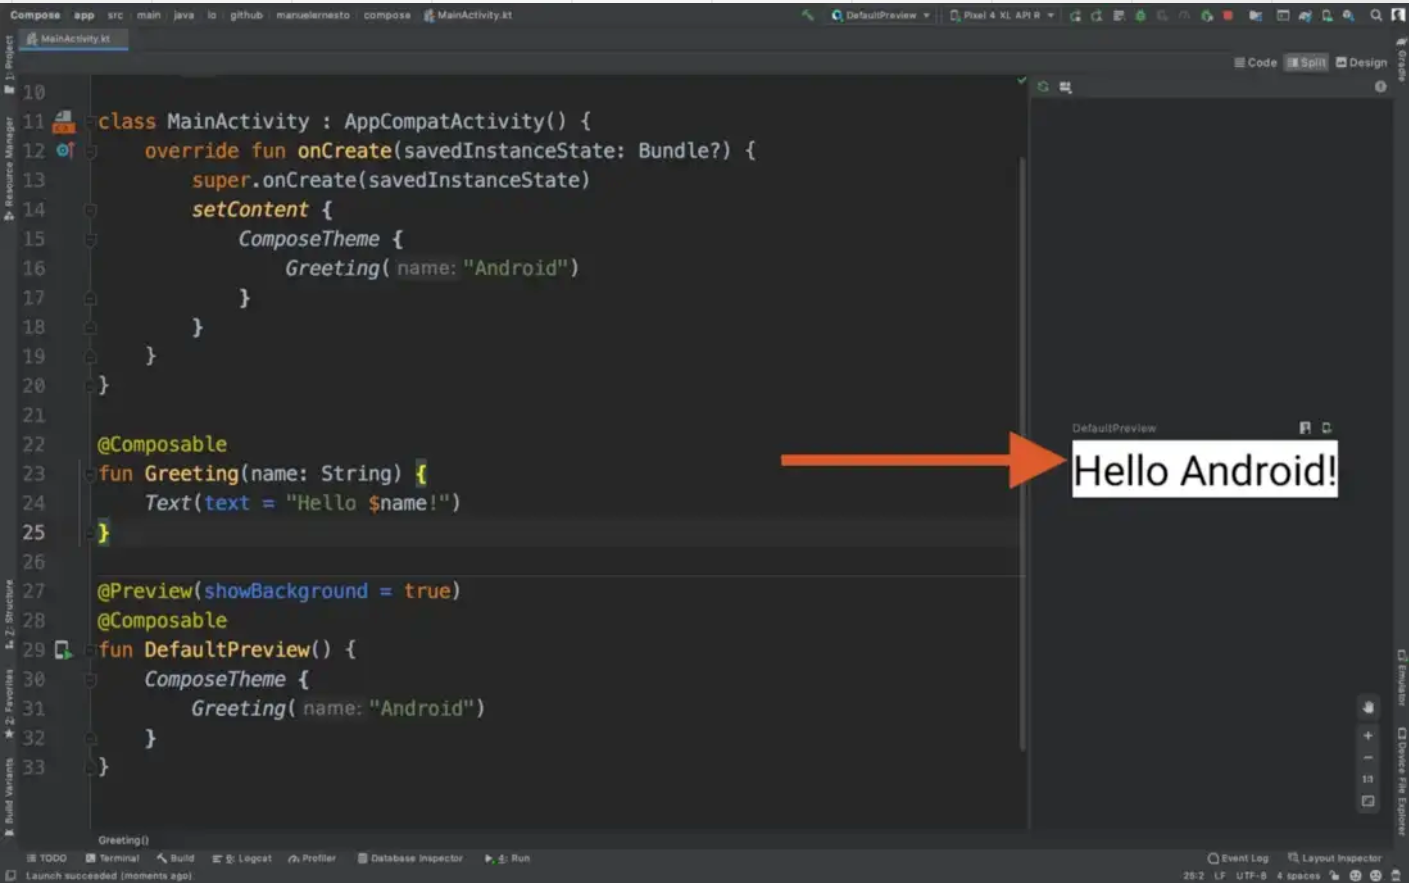 Compose app src main java io github manuelernesto compose MainActivity.kt DefaultPreview Pixel 4 XL API R
MainActivity.kt
Code Split Design
10
11 class MainActivity : AppCompatActivity() {
12 override fun onCreate(savedInstanceState: Bundle?) {
13 super.onCreate(savedInstanceState)
14 setContent {
15 ComposeTheme {
16 Greeting( name: "Android")
17 }
18 }
19 }
20 }
21
22 @Composable
23 fun Greeting(name: String) {
24 Text(text = "Hello $name!")
25 }
26
27 @Preview(showBackground = true)
28 @Composable
29 fun DefaultPreview() {
30 ComposeTheme {
31 Greeting( name: "Android")
32 }
33 }
DefaultPreview
Hello Android!
1:1
1: Project
Resource Manager
Z: Structure
2: Favorites
Build Variants
Gradle
Emulator
Device File Explorer
Greeting()
TODO Terminal Build 6: Logcat Profiler Database Inspector 4: Run Event Log Layout Inspector
Launch succeeded (moments ago) 25:2 LF UTF-8 4 spaces